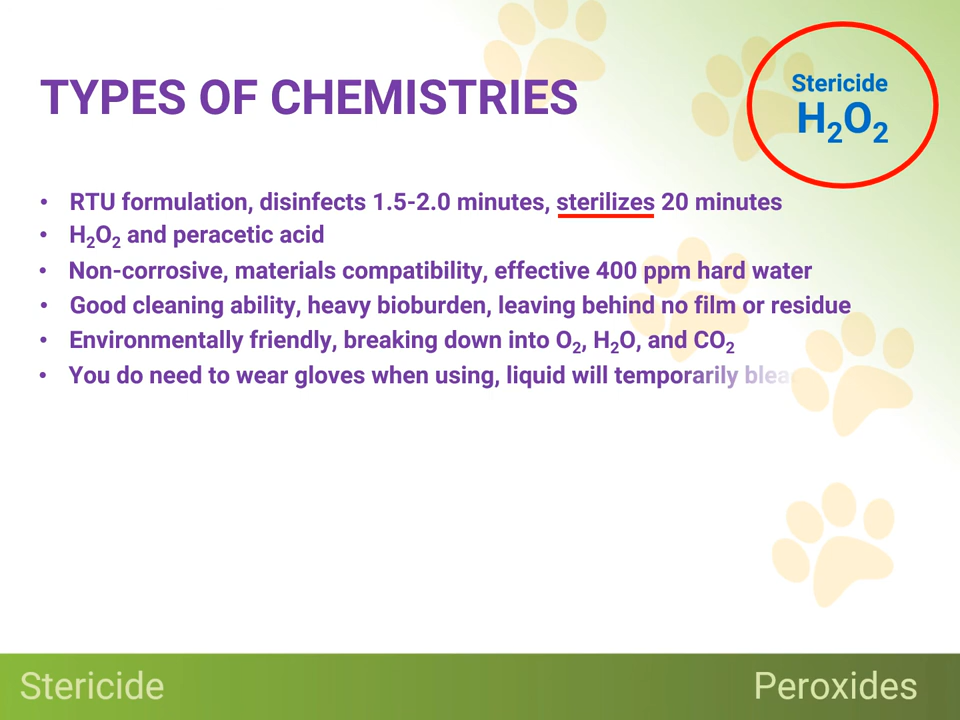 TYPES OF CHEMISTRIES
Stericide
H₂O₂
• RTU formulation, disinfects 1.5-2.0 minutes, sterilizes 20 minutes
• H₂O₂ and peracetic acid
• Non-corrosive, materials compatibility, effective 400 ppm hard water
• Good cleaning ability, heavy bioburden, leaving behind no film or residue
• Environmentally friendly, breaking down into O₂, H₂O, and CO₂
• You do need to wear gloves when using, liquid will temporarily
Stericide
Peroxides